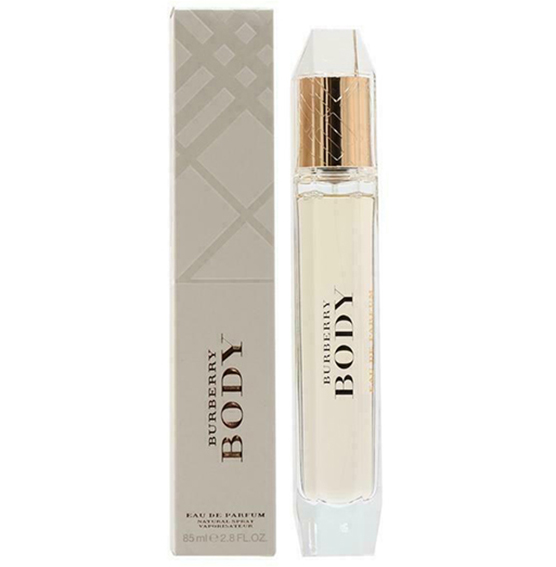 BURBERRY
BODY
EAU DE PARFUM
NATURAL SPRAY
VAPORISATEUR
85 ml ℮ 2.8 FL.OZ.
BURBERRY
BODY
EAU DE PARFUM